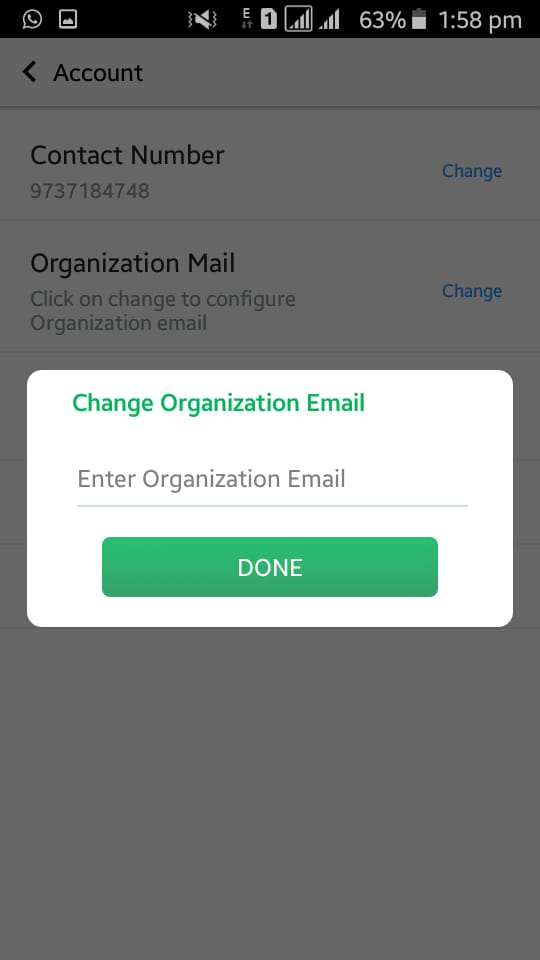 E 1 63% 1:58 pm
Account
Contact Number
Change
9737184748
Organization Mail
Change
Click on change to configure
Organization email
Change Organization Email
Enter Organization Email
DONE